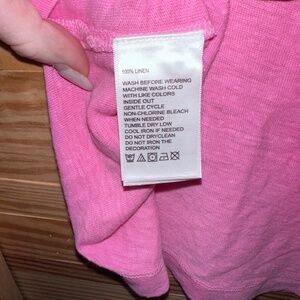 100% LINEN
WASH BEFORE WEARING
MACHINE WASH COLD
WITH LIKE COLORS
INSIDE OUT
GENTLE CYCLE
NON-CHLORINE BLEACH
WHEN NEEDED
TUMBLE DRY LOW
COOL IRON IF NEEDED
DO NOT DRYCLEAN
DO NOT IRON THE
DECORATION